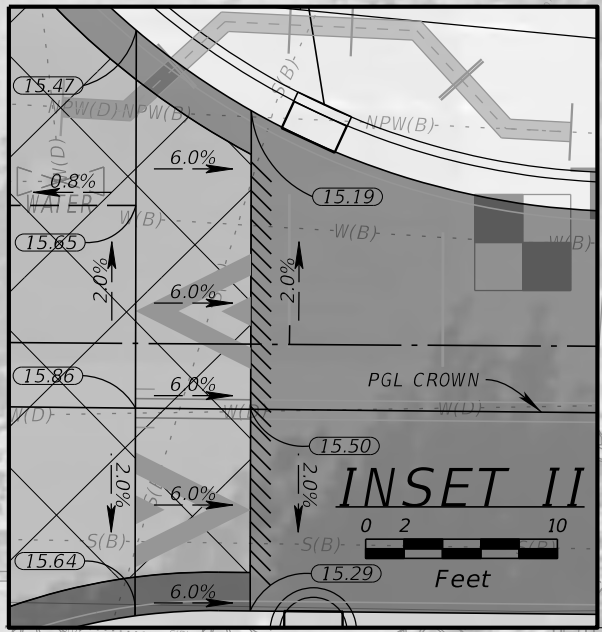 15.47
S(B)
NPW(D) NPW(B)
NPW(B)
W(D)
6.0%
0.8%
15.19
WATER
W(B)
W(B)
W(B)
15.65
2.0%
2.0%
6.0%
15.86
6.0%
PGL CROWN
W(D)
W(D)
W(D)
15.50
2.0%
2.0%
6.0%
INSET II
0 2 10
S(B)
S(B)
S(B)
15.64
15.29
Feet
6.0%